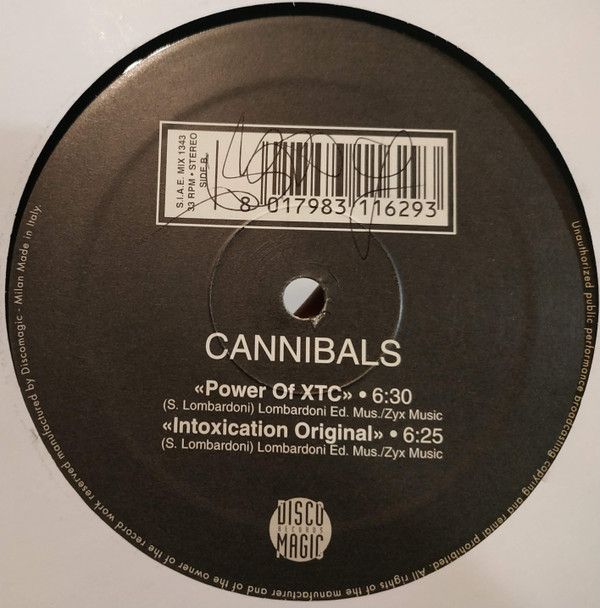 S.I.A.E. MIX 1343
33 RPM • STEREO
SIDE B
8 017983 116293
CANNIBALS
«Power Of XTC» • 6:30
(S. Lombardoni) Lombardoni Ed. Mus./Zyx Music
«Intoxication Original» • 6:25
(S. Lombardoni) Lombardoni Ed. Mus./Zyx Music
DISCO
RECORDS
MAGIC
Unauthorized public performance broadcasting copying and rental prohibited. All rights of the manufacturer and of the owner of the record work reserved manufactured by Discomagic - Milan Made in Italy.